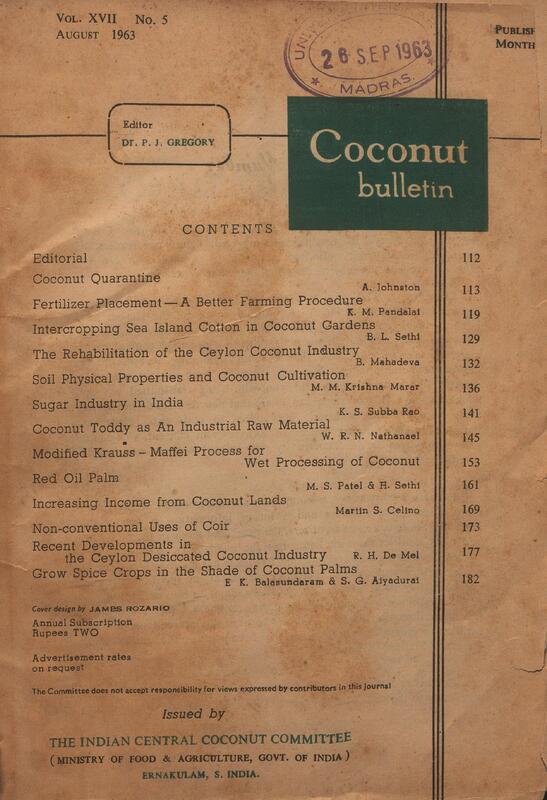 VOL. XVII No. 5
AUGUST 1963
26 SEP 1963
MADRAS.
MONTH
Editor
Dr. P. J. GREGORY
Coconut
bulletin
CONTENTS
Editorial 112
Coconut Quarantine
A. Johnston 113
Fertilizer Placement — A Better Farming Procedure
K. M. Pandalai 119
Intercropping Sea Island Cotton in Coconut Gardens
B. L. Sethi 129
The Rehabilitation of the Ceylon Coconut Industry
B. Mahadeva 132
Soil Physical Properties and Coconut Cultivation
M. M. Krishna Marar 136
Sugar Industry in India
K. S. Subba Rao 141
Coconut Toddy as An Industrial Raw Material
W. R. N. Nathanael 145
Modified Krauss – Maffei Process for
Wet Processing of Coconut 153
Red Oil Palm
M. S. Patel & H. Sethi 161
Increasing Income from Coconut Lands
Martin S. Celino 169
Non-conventional Uses of Coir 173
Recent Developments in
the Ceylon Desiccated Coconut Industry R. H. De Mel 177
Grow Spice Crops in the Shade of Coconut Palms
E K. Balasundaram & S. G. Aiyadurai 182
Cover design by JAMES ROZARIO
Annual Subscription
Rupees TWO
Advertisement rates
on request
The Committee does not accept responsibility for views expressed by contributors in this Journal
Issued by
THE INDIAN CENTRAL COCONUT COMMITTEE
( MINISTRY OF FOOD & AGRICULTURE, GOVT. OF INDIA )
ERNAKULAM, S. INDIA.